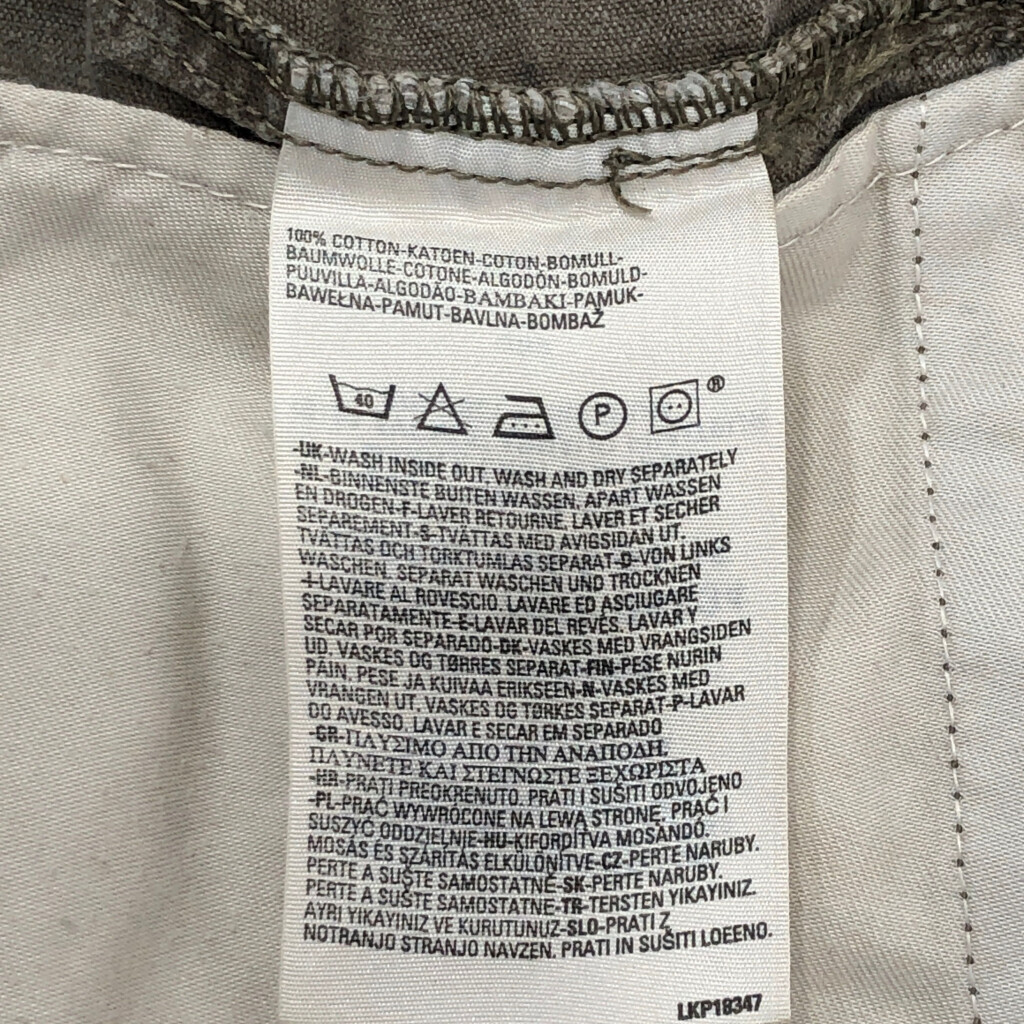 100% COTTON-KATOEN-COTON-BOMULL-
BAUMWOLLE-COTONE-ALGODÓN-BOMULD-
PUUVILLA-ALGODÃO-BAMBAKI-PAMUK-
BAWEŁNA-PAMUT-BAVLNA-BOMBAŽ
40 P ®
-UK-WASH INSIDE OUT. WASH AND DRY SEPARATELY
-NL-BINNENSTE BUITEN WASSEN. APART WASSEN
EN DROGEN-F-LAVER RETOURNE. LAVER ET SECHER
SEPAREMENT-S-TVÄTTAS MED AVIGSIDAN UT.
TVÄTTAS OCH TORKTUMLAS SEPARAT-D-VON LINKS
WASCHEN. SEPARAT WASCHEN UND TROCKNEN
-I-LAVARE AL ROVESCIO. LAVARE ED ASCIUGARE
SEPARATAMENTE-E-LAVAR DEL REVÉS. LAVAR Y
SECAR POR SEPARADO-DK-VASKES MED VRANGSIDEN
UD. VASKES OG TØRRES SEPARAT-FIN-PESE NURIN
PÄIN. PESE JA KUIVAA ERIKSEEN-N-VASKES MED
VRANGEN UT. VASKES OG TØRKES SEPARAT-P-LAVAR
DO AVESSO. LAVAR E SECAR EM SEPARADO
-GR-ΠΛΥΣΙΜΟ ΑΠΟ ΤΗΝ ΑΝΑΠΟΔΗ.
ΠΛΥΝΕΤΕ ΚΑΙ ΣΤΕΓΝΩΣΤΕ ΞΕΧΩΡΙΣΤΑ
-HR-PRATI PREOKRENUTO. PRATI I SUŠITI ODVOJENO
-PL-PRAĆ WYWRÓCONE NA LEWĄ STRONĘ. PRAĆ I
SUSZYĆ ODDZIELNIE-HU-KIFORDÍTVA MOSANDÓ.
MOSÁS ÉS SZÁRÍTÁS ELKÜLÖNÍTVE-CZ-PERTE NARUBY.
PERTE A SUŠTE SAMOSTATNĚ-SK-PERTE NARUBY.
PERTE A SUŠTE SAMOSTATNE-TR-TERSTEN YIKAYINIZ.
AYRI YIKAYINIZ VE KURUTUNUZ-SLO-PRATI Z
NOTRANJO STRANJO NAVZEN. PRATI IN SUŠITI LOEENO.
LKP18347